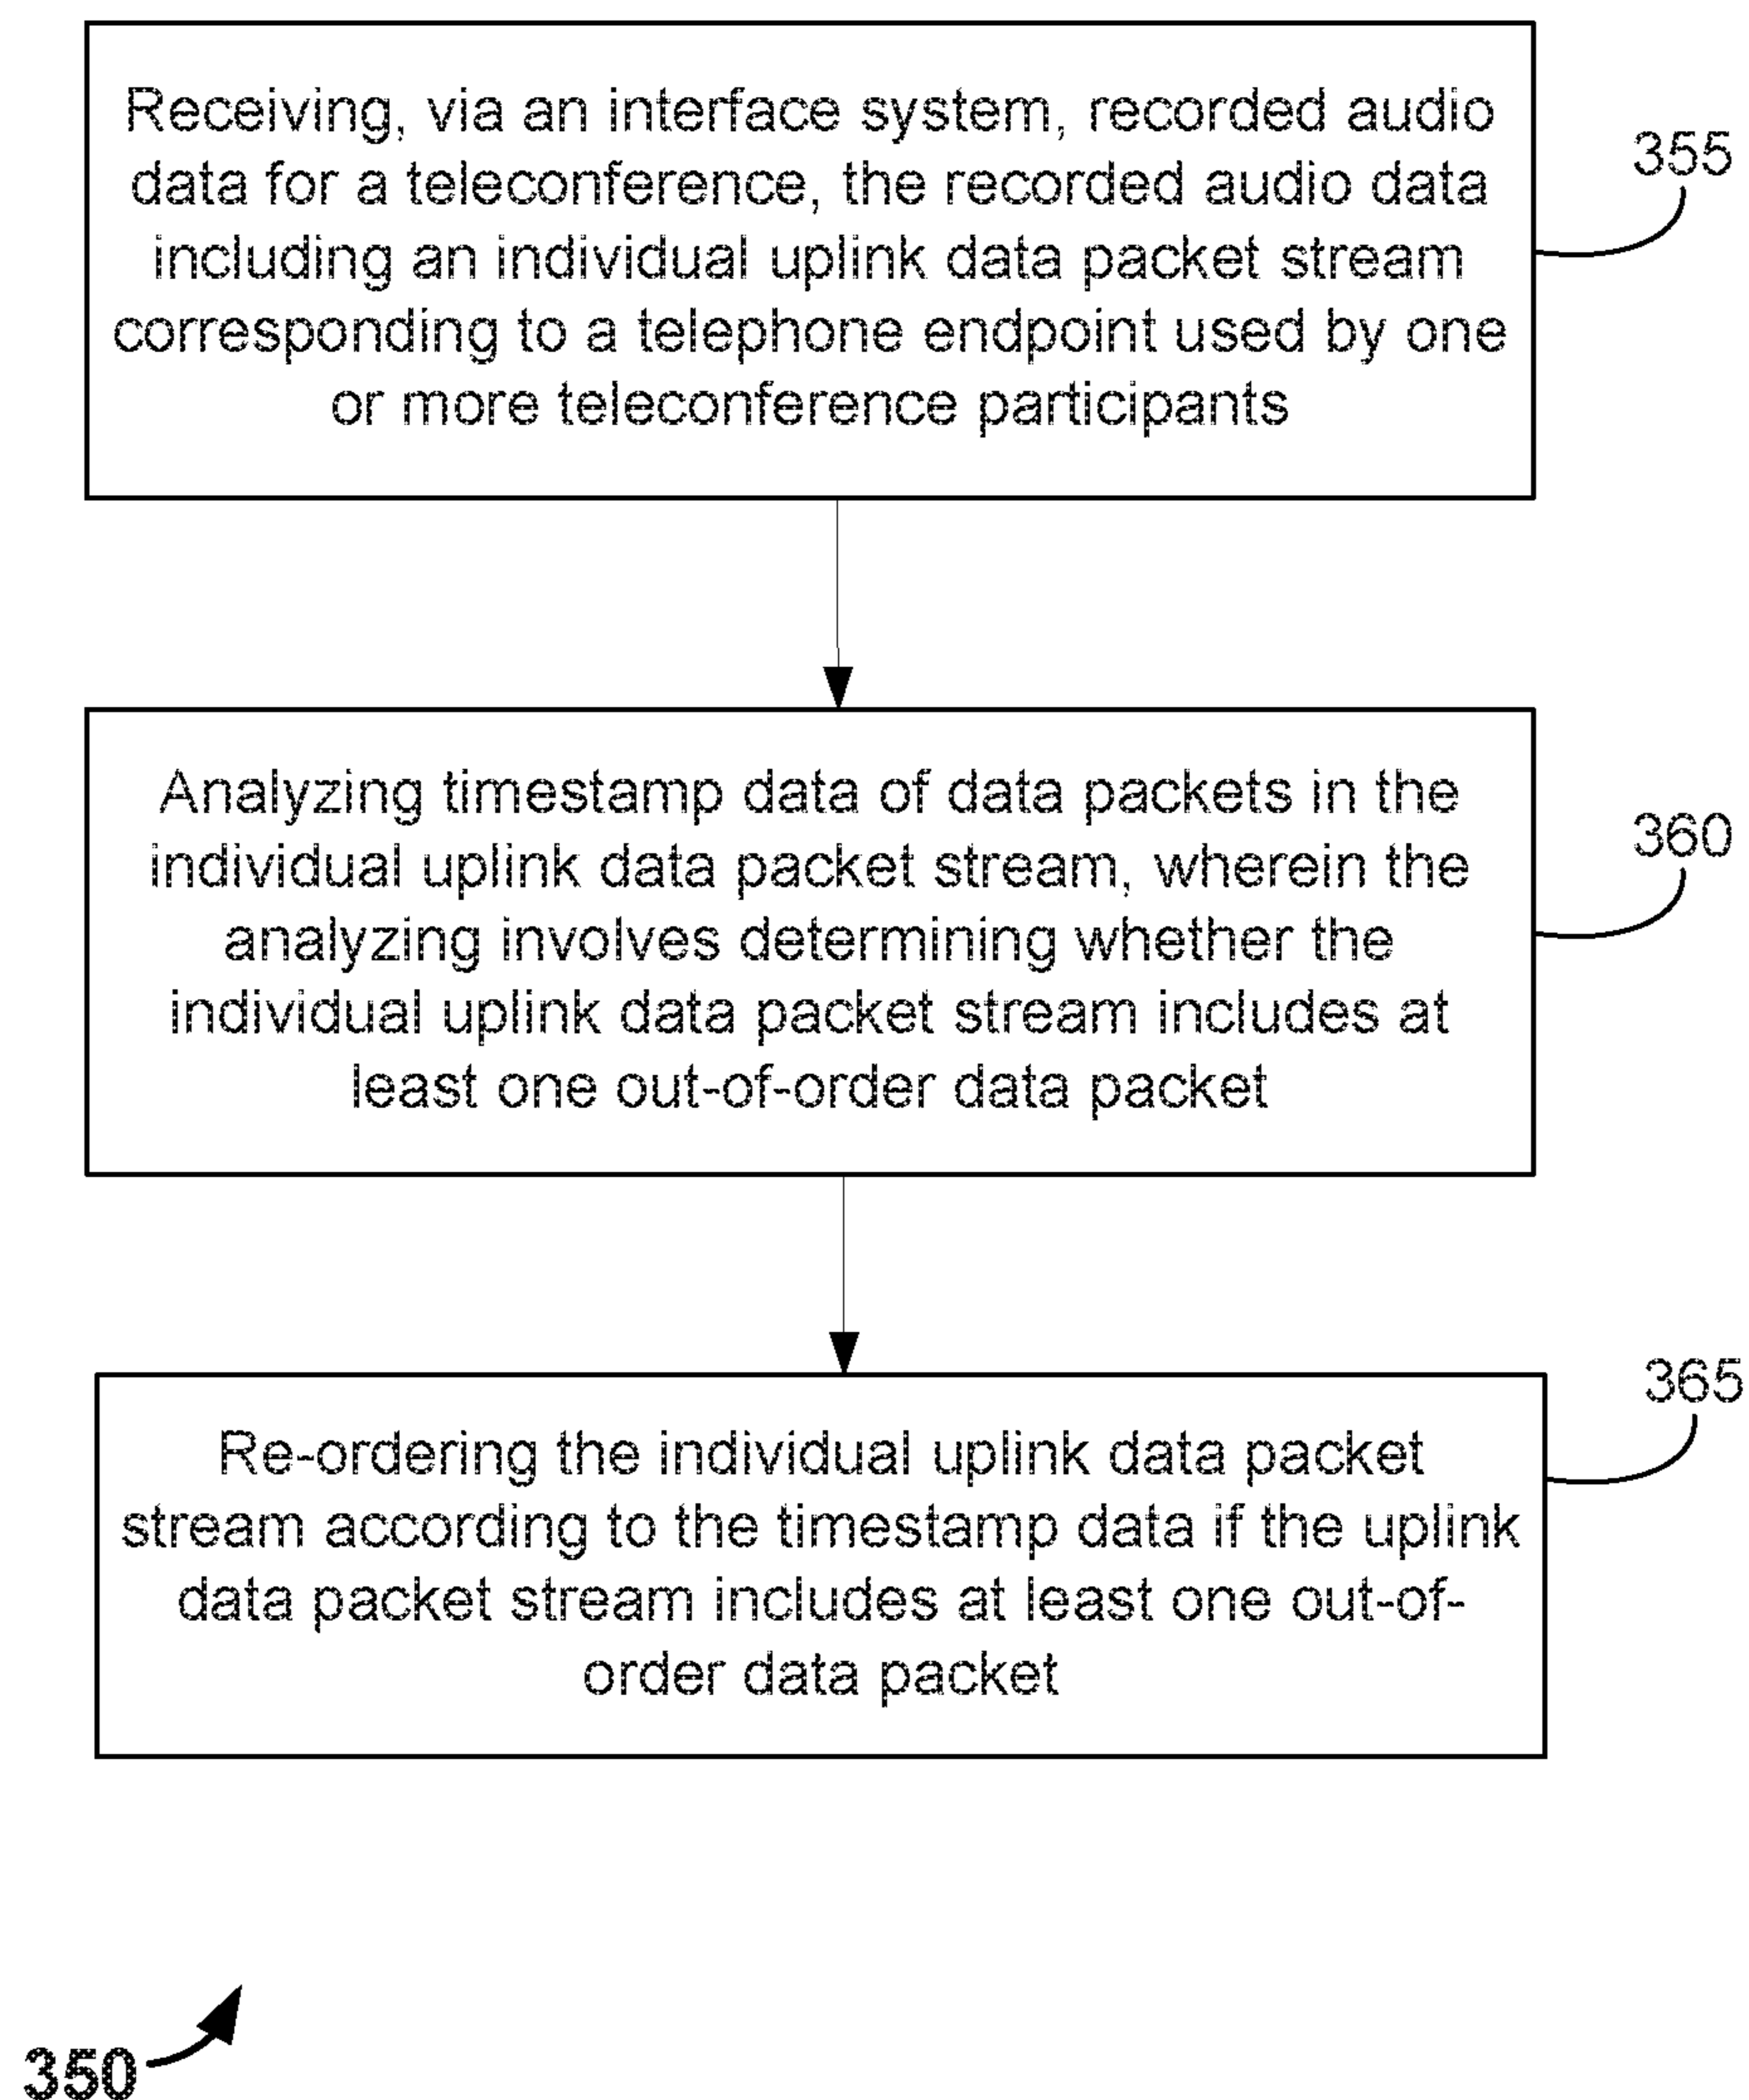 Receiving, via an interface system, recorded audio
data for a teleconference, the recorded audio data
including an individual uplink data packet stream
corresponding to a telephone endpoint used by one
or more teleconference participants
355
Analyzing timestamp data of data packets in the
individual uplink data packet stream, wherein the
analyzing involves determining whether the
individual uplink data packet stream includes at
least one out-of-order data packet
360
Re-ordering the individual uplink data packet
stream according to the timestamp data if the uplink
data packet stream includes at least one out-of-
order data packet
365
350